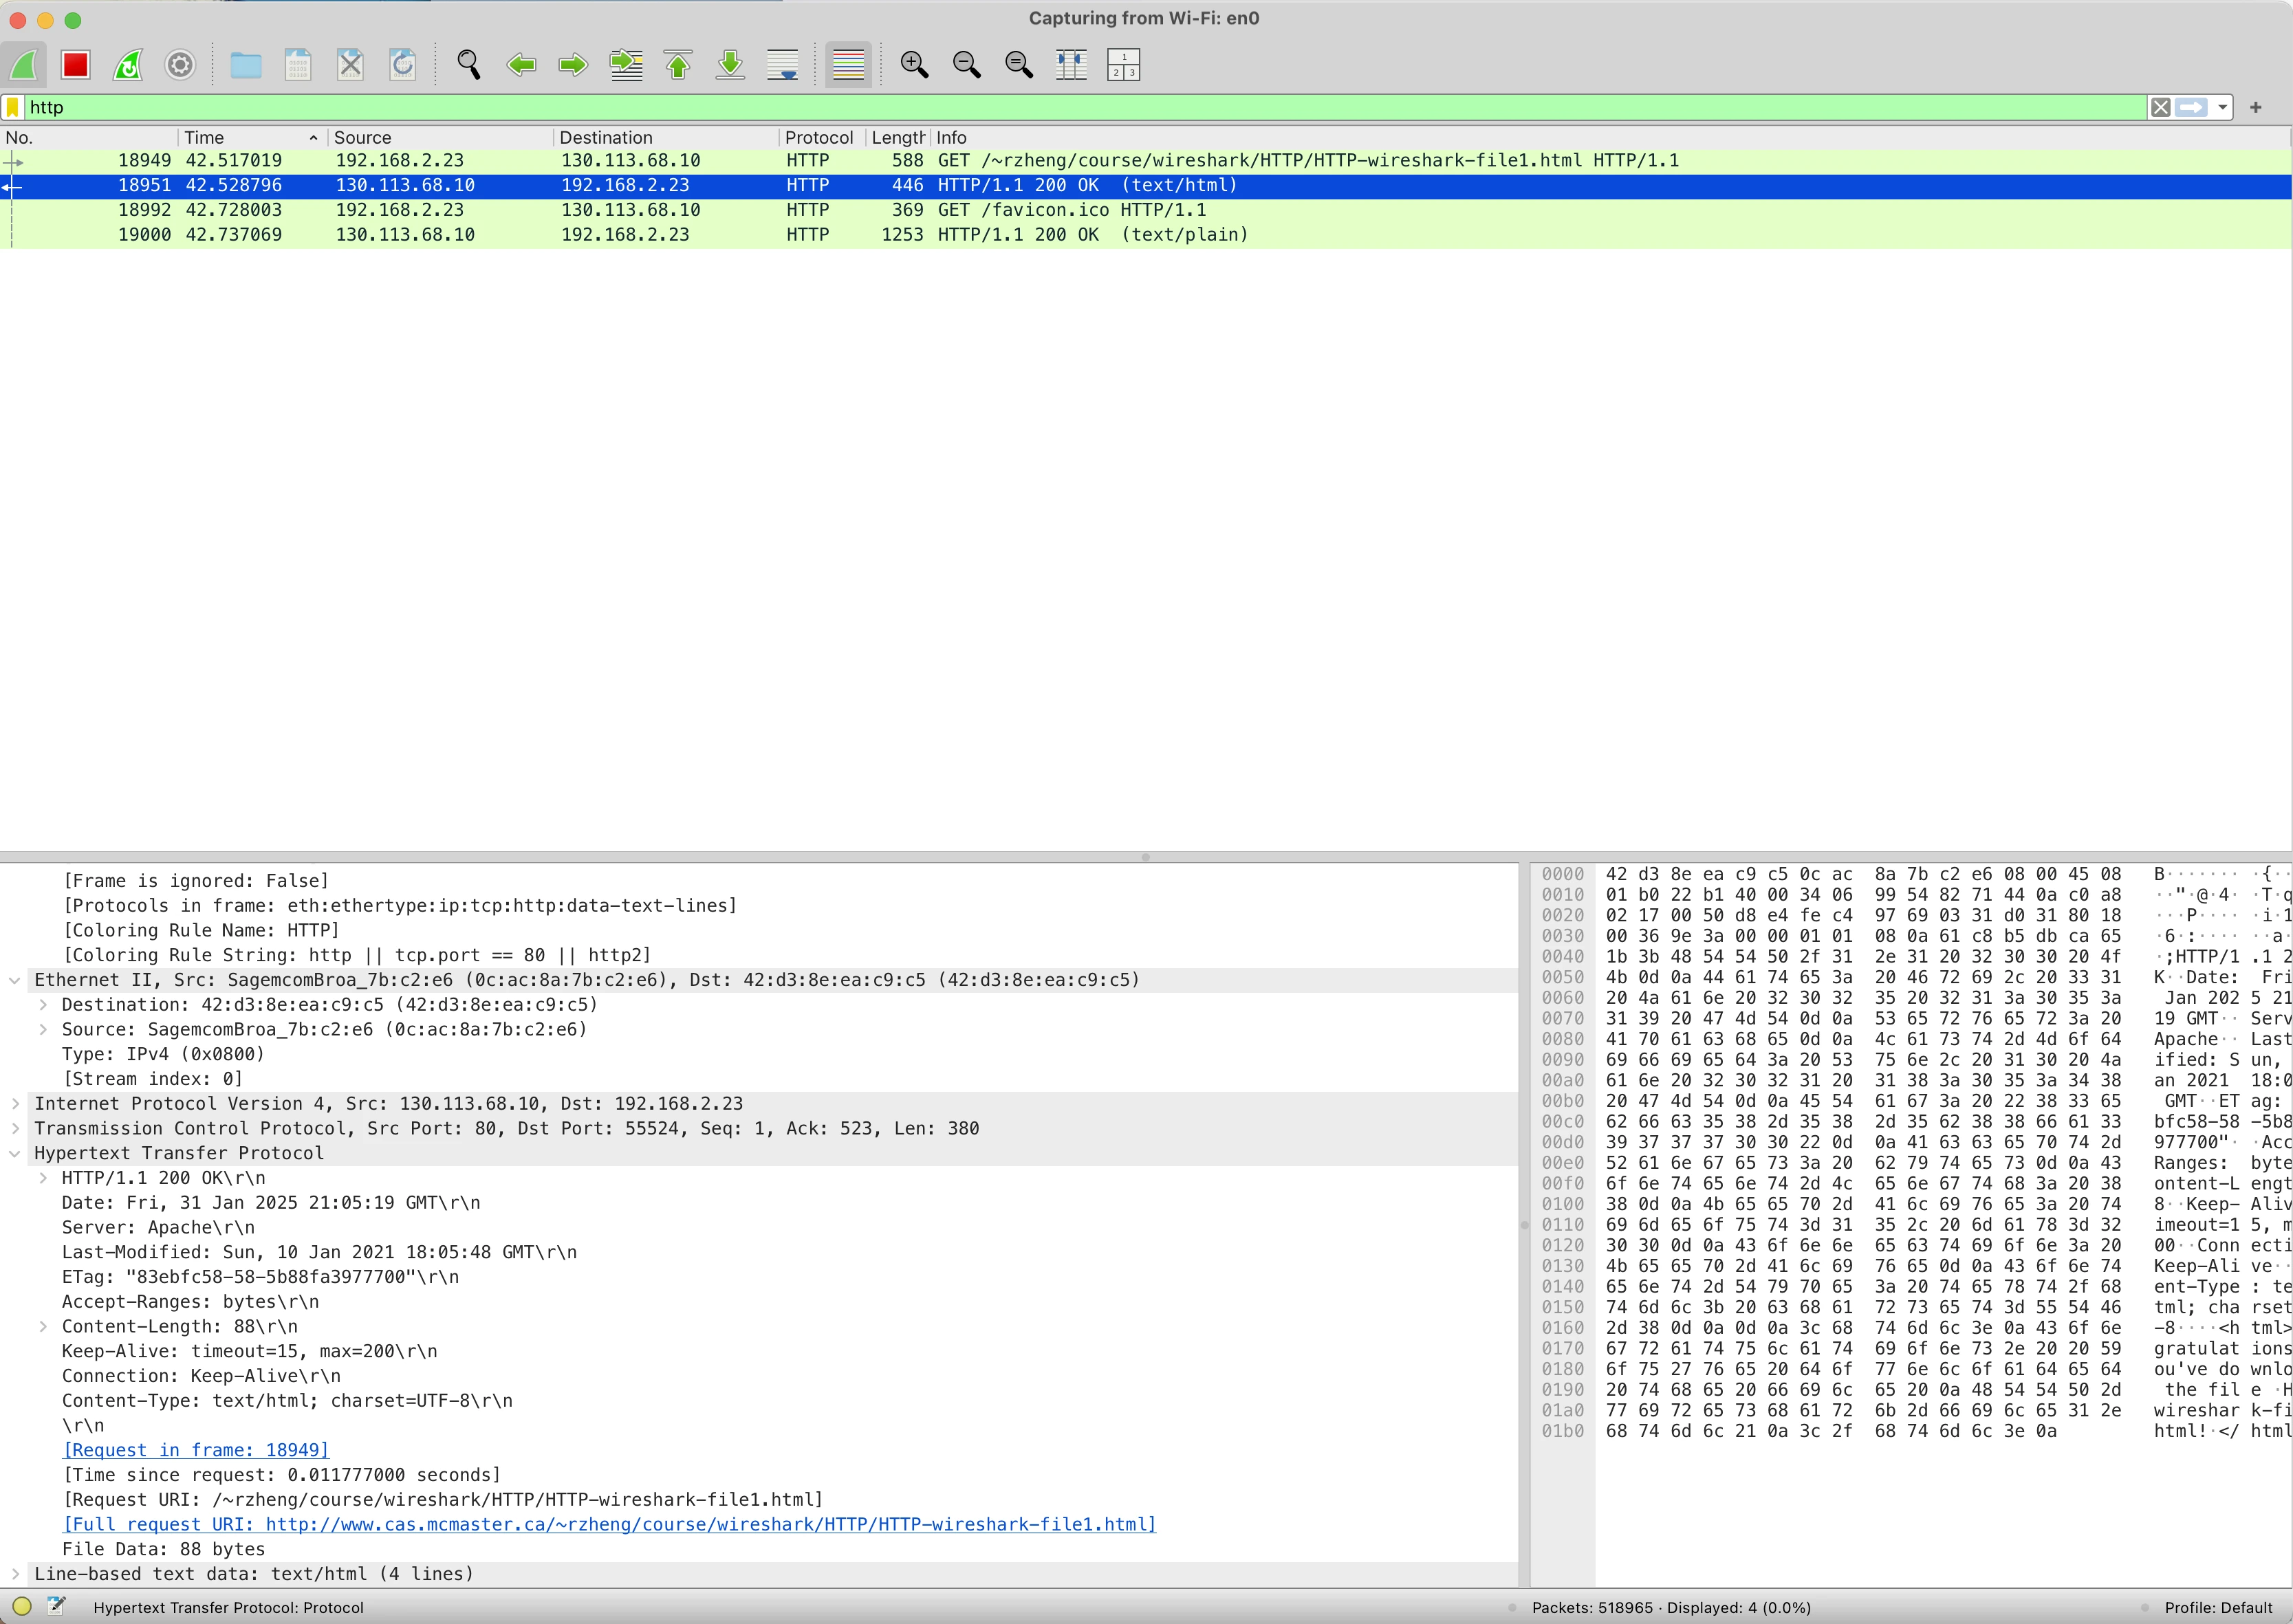 Capturing from Wi-Fi: en0
http
No. Time Source Destination Protocol Length Info
18949 42.517019 192.168.2.23 130.113.68.10 HTTP 588 GET /~rzheng/course/wireshark/HTTP/HTTP-wireshark-file1.html HTTP/1.1
18951 42.528796 130.113.68.10 192.168.2.23 HTTP 446 HTTP/1.1 200 OK (text/html)
18992 42.728003 192.168.2.23 130.113.68.10 HTTP 369 GET /favicon.ico HTTP/1.1
19000 42.737069 130.113.68.10 192.168.2.23 HTTP 1253 HTTP/1.1 200 OK (text/plain)
[Frame is ignored: False]
[Protocols in frame: eth:ethertype:ip:tcp:http:data-text-lines]
[Coloring Rule Name: HTTP]
[Coloring Rule String: http || tcp.port == 80 || http2]
Ethernet II, Src: SagemcomBroa_7b:c2:e6 (0c:ac:8a:7b:c2:e6), Dst: 42:d3:8e:ea:c9:c5 (42:d3:8e:ea:c9:c5)
Destination: 42:d3:8e:ea:c9:c5 (42:d3:8e:ea:c9:c5)
Source: SagemcomBroa_7b:c2:e6 (0c:ac:8a:7b:c2:e6)
Type: IPv4 (0x0800)
[Stream index: 0]
Internet Protocol Version 4, Src: 130.113.68.10, Dst: 192.168.2.23
Transmission Control Protocol, Src Port: 80, Dst Port: 55524, Seq: 1, Ack: 523, Len: 380
Hypertext Transfer Protocol
HTTP/1.1 200 OK\r\n
Date: Fri, 31 Jan 2025 21:05:19 GMT\r\n
Server: Apache\r\n
Last-Modified: Sun, 10 Jan 2021 18:05:48 GMT\r\n
ETag: "83ebfc58-58-5b88fa3977700"\r\n
Accept-Ranges: bytes\r\n
Content-Length: 88\r\n
Keep-Alive: timeout=15, max=200\r\n
Connection: Keep-Alive\r\n
Content-Type: text/html; charset=UTF-8\r\n
\r\n
[Request in frame: 18949]
[Time since request: 0.011777000 seconds]
[Request URI: /~rzheng/course/wireshark/HTTP/HTTP-wireshark-file1.html]
[Full request URI: http://www.cas.mcmaster.ca/~rzheng/course/wireshark/HTTP/HTTP-wireshark-file1.html]
File Data: 88 bytes
Line-based text data: text/html (4 lines)
0000 42 d3 8e ea c9 c5 0c ac 8a 7b c2 e6 08 00 45 08 B······· ·{··
0010 01 b0 22 b1 40 00 34 06 99 54 82 71 44 0a c0 a8 ··"·@·4· ·T·q
0020 02 17 00 50 d8 e4 fe c4 97 69 03 31 d0 31 80 18 ···P···· ·i·1
0030 00 36 9e 3a 00 00 01 01 08 0a 61 c8 b5 db ca 65 ·6·:···· ··a·
0040 1b 3b 48 54 54 50 2f 31 2e 31 20 32 30 30 20 4f ·;HTTP/1 .1 2
0050 4b 0d 0a 44 61 74 65 3a 20 46 72 69 2c 20 33 31 K··Date: Fri
0060 20 4a 61 6e 20 32 30 32 35 20 32 31 3a 30 35 3a Jan 202 5 21
0070 31 39 20 47 4d 54 0d 0a 53 65 72 76 65 72 3a 20 19 GMT·· Serv
0080 41 70 61 63 68 65 0d 0a 4c 61 73 74 2d 4d 6f 64 Apache·· Last
0090 69 66 69 65 64 3a 20 53 75 6e 2c 20 31 30 20 4a ified: S un,
00a0 61 6e 20 32 30 32 31 20 31 38 3a 30 35 3a 34 38 an 2021 18:0
00b0 20 47 4d 54 0d 0a 45 54 61 67 3a 20 22 38 33 65 GMT··ET ag:
00c0 62 66 63 35 38 2d 35 38 2d 35 62 38 38 66 61 33 bfc58-58 -5b8
00d0 39 37 37 37 30 30 22 0d 0a 41 63 63 65 70 74 2d 977700"· ·Acc
00e0 52 61 6e 67 65 73 3a 20 62 79 74 65 73 0d 0a 43 Ranges: byte
00f0 6f 6e 74 65 6e 74 2d 4c 65 6e 67 74 68 3a 20 38 ontent-L engt
0100 38 0d 0a 4b 65 65 70 2d 41 6c 69 76 65 3a 20 74 8··Keep- Aliv
0110 69 6d 65 6f 75 74 3d 31 35 2c 20 6d 61 78 3d 32 imeout=1 5, m
0120 30 30 0d 0a 43 6f 6e 6e 65 63 74 69 6f 6e 3a 20 00··Conn ecti
0130 4b 65 65 70 2d 41 6c 69 76 65 0d 0a 43 6f 6e 74 Keep-Ali ve··
0140 65 6e 74 2d 54 79 70 65 3a 20 74 65 78 74 2f 68 ent-Type : te
0150 74 6d 6c 3b 20 63 68 61 72 73 65 74 3d 55 54 46 tml; cha rset
0160 2d 38 0d 0a 0d 0a 3c 68 74 6d 6c 3e 0a 43 6f 6e -8····<h tml>
0170 67 72 61 74 75 6c 61 74 69 6f 6e 73 2e 20 20 59 gratulat ions
0180 6f 75 27 76 65 20 64 6f 77 6e 6c 6f 61 64 65 64 ou've do wnlo
0190 20 74 68 65 20 66 69 6c 65 20 0a 48 54 54 50 2d the fil e ·H
01a0 77 69 72 65 73 68 61 72 6b 2d 66 69 6c 65 31 2e wireshar k-fi
01b0 68 74 6d 6c 21 0a 3c 2f 68 74 6d 6c 3e 0a html!·</ html
Hypertext Transfer Protocol: Protocol
Packets: 518965 · Displayed: 4 (0.0%)
Profile: Default